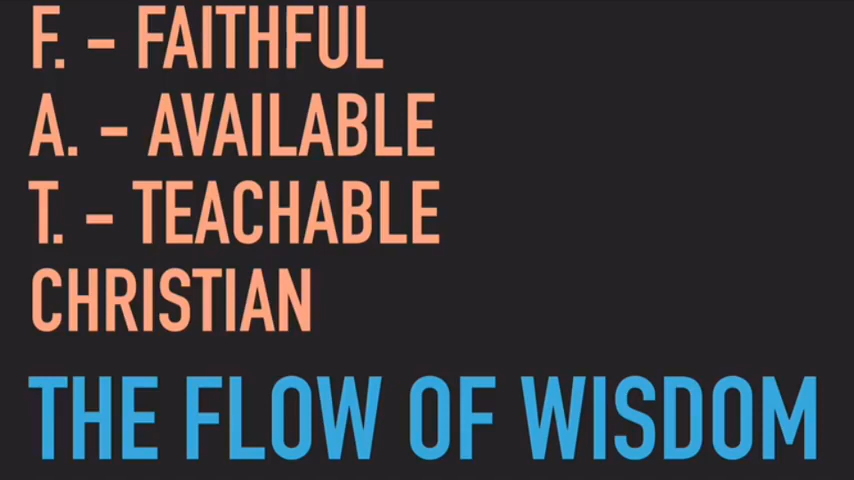 F. – FAITHFUL
A. – AVAILABLE
T. – TEACHABLE
CHRISTIAN
THE FLOW OF WISDOM